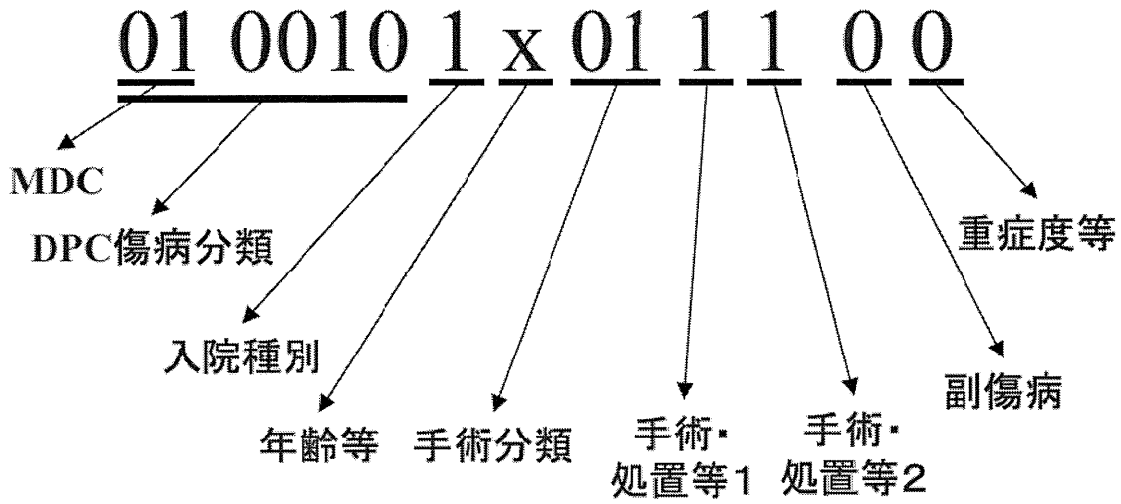 01 0010 1 x 01 1 1 0 0
MDC
DPC傷病分類
重症度等
入院種別
副傷病
年齢等
手術分類
手術・
処置等1
手術・
処置等2